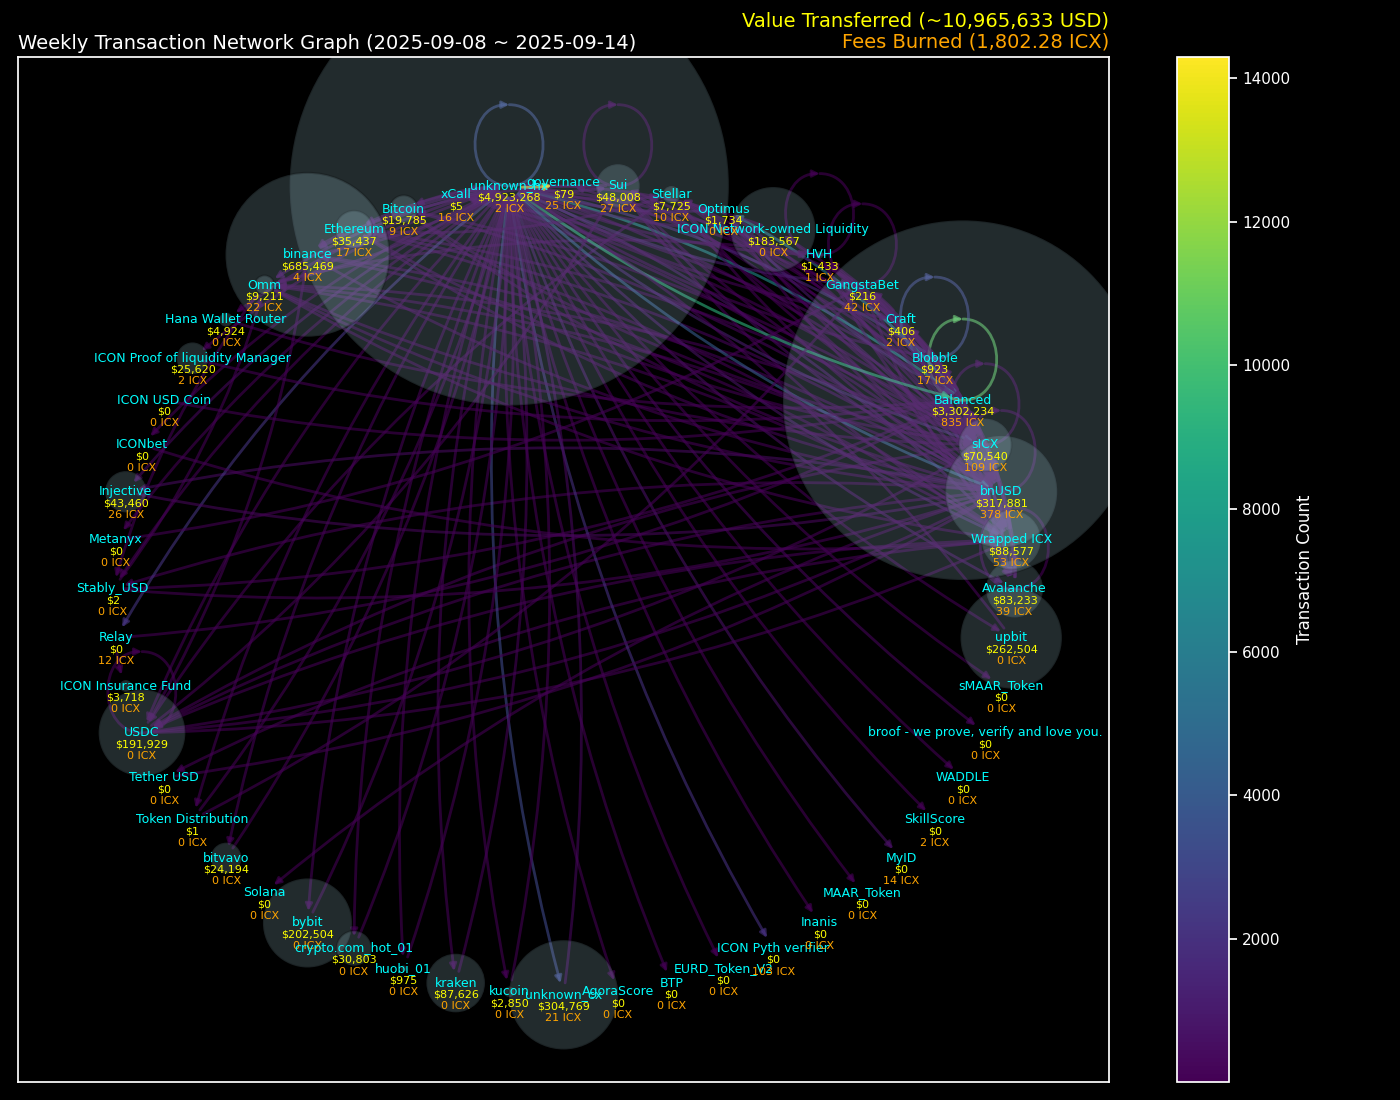 Value Transferred (~10,965,633 USD)
Weekly Transaction Network Graph (2025-09-08 ~ 2025-09-14)
Fees Burned (1,802.28 ICX)
governance
$79
25 ICX
Sui
$48,008
27 ICX
Stellar
$7,725
10 ICX
Optimus
$1,734
ICON Network-owned Liquidity
$183,567
0 ICX
HVH
$1,433
1 ICX
GangstaBet
$216
42 ICX
Craft
$406
2 ICX
Blobble
$923
17 ICX
Balanced
$3,302,234
835 ICX
sICX
$70,540
109 ICX
bnUSD
$317,881
378 ICX
Wrapped ICX
$88,577
53 ICX
Avalanche
$83,233
39 ICX
upbit
$262,504
0 ICX
sMAAR_Token
$0
0 ICX
broof - we prove, verify and love you.
$0
0 ICX
WADDLE
$0
0 ICX
SkillScore
$0
2 ICX
MyID
$0
14 ICX
MAAR_Token
$0
0 ICX
Inanis
$0
ICON Pyth verifier
$0
EURD_Token_V2
$0
0 ICX
BTP
$0
0 ICX
AgoraScore
$0
0 ICX
$304,769
21 ICX
kucoin
$2,850
0 ICX
kraken
$87,626
0 ICX
huobi_01
$975
0 ICX
crypto.com_hot_01
$30,803
0 ICX
bybit
$202,504
0 ICX
Solana
$0
0 ICX
bitvavo
$24,194
0 ICX
Token Distribution
$1
0 ICX
Tether USD
$0
0 ICX
USDC
$191,929
0 ICX
ICON Insurance Fund
$3,718
0 ICX
Relay
$0
12 ICX
Stably_USD
$2
0 ICX
Metanyx
$0
0 ICX
Injective
$43,460
26 ICX
ICONbet
$0
0 ICX
ICON USD Coin
$0
0 ICX
ICON Proof of liquidity Manager
$25,620
2 ICX
Hana Wallet Router
$4,924
0 ICX
Omm
$9,211
22 ICX
binance
$685,469
4 ICX
Ethereum
$35,437
17 ICX
Bitcoin
$19,785
9 ICX
xCall
$5
16 ICX
$4,923,268
2 ICX
14000
12000
10000
8000
6000
4000
2000
Transaction Count